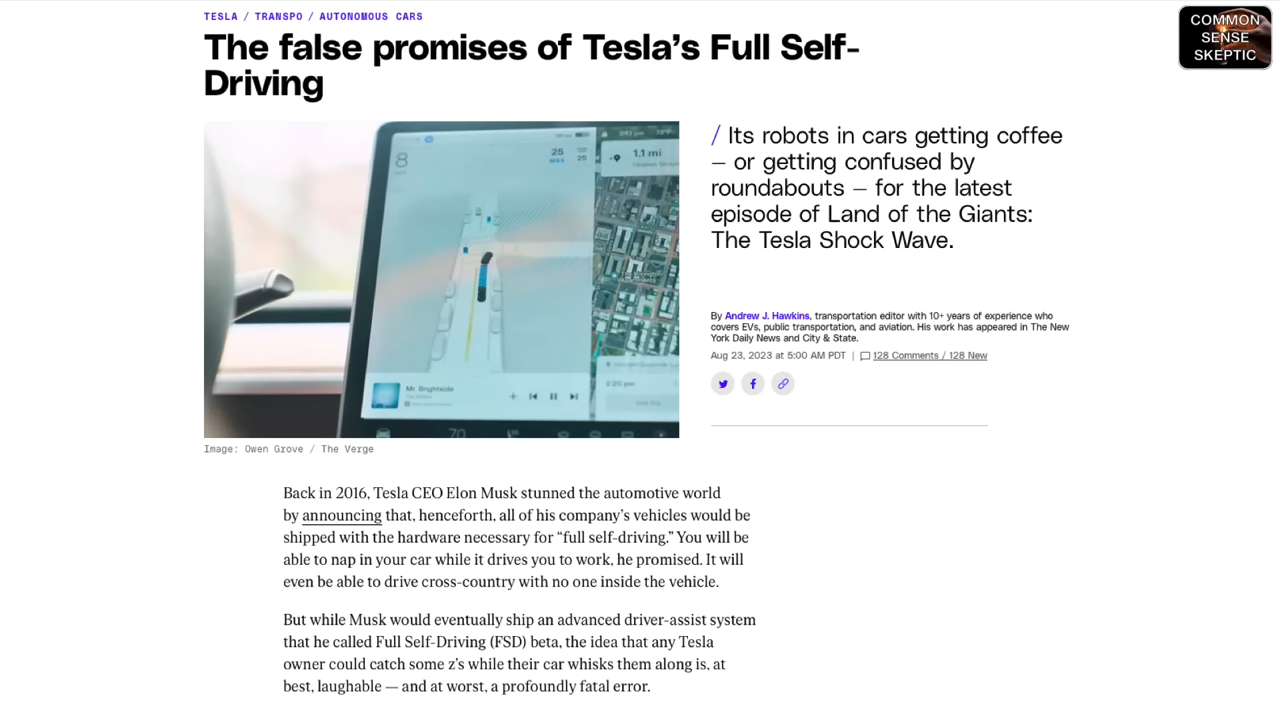 TESLA / TRANSPO / AUTONOMOUS CARS
COMMON
SENSE
SKEPTIC
The false promises of Tesla's Full Self-
Driving
8
25
MAX
25
1.1 mi
Mr. Brightside
70
/ Its robots in cars getting coffee
— or getting confused by
roundabouts — for the latest
episode of Land of the Giants:
The Tesla Shock Wave.
By Andrew J. Hawkins, transportation editor with 10+ years of experience who
covers EVs, public transportation, and aviation. His work has appeared in The New
York Daily News and City & State.
Aug 23, 2023 at 5:00 AM PDT | 128 Comments / 128 New
Image: Owen Grove / The Verge
Back in 2016, Tesla CEO Elon Musk stunned the automotive world
by announcing that, henceforth, all of his company's vehicles would be
shipped with the hardware necessary for “full self-driving.” You will be
able to nap in your car while it drives you to work, he promised. It will
even be able to drive cross-country with no one inside the vehicle.
But while Musk would eventually ship an advanced driver-assist system
that he called Full Self-Driving (FSD) beta, the idea that any Tesla
owner could catch some z's while their car whisks them along is, at
best, laughable — and at worst, a profoundly fatal error.